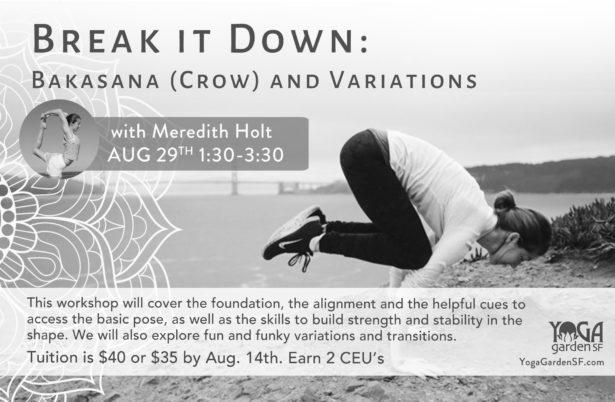 BREAK IT DOWN:
BAKASANA (CROW) AND VARIATIONS
with Meredith Holt
AUG 29TH 1:30-3:30
This workshop will cover the foundation, the alignment and the helpful cues to
access the basic pose, as well as the skills to build strength and stability in the
shape. We will also explore fun and funky variations and transitions.
Tuition is $40 or $35 by Aug. 14th. Earn 2 CEU's
YOGA
garden SF
YogaGardenSF.com